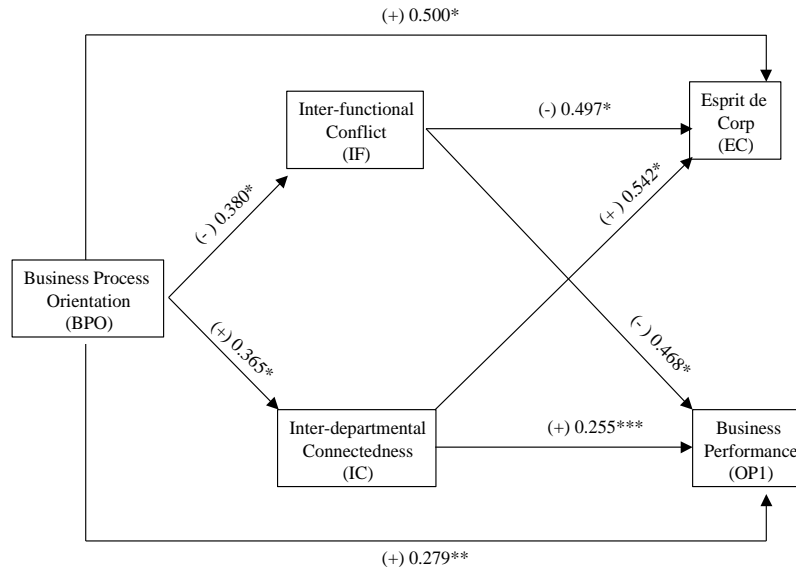 (+) 0.500*
Inter-functional
Conflict
(IF)
(-) 0.497*
Esprit de
Corp
(EC)
(+) 0.542*
(- ) 0.380*
Business Process
Orientation
(BPO)
(+) 0.365*
(-) 0.468*
Inter-departmental
Connectedness
(IC)
(+) 0.255***
Business
Performance
(OP1)
(+) 0.279**